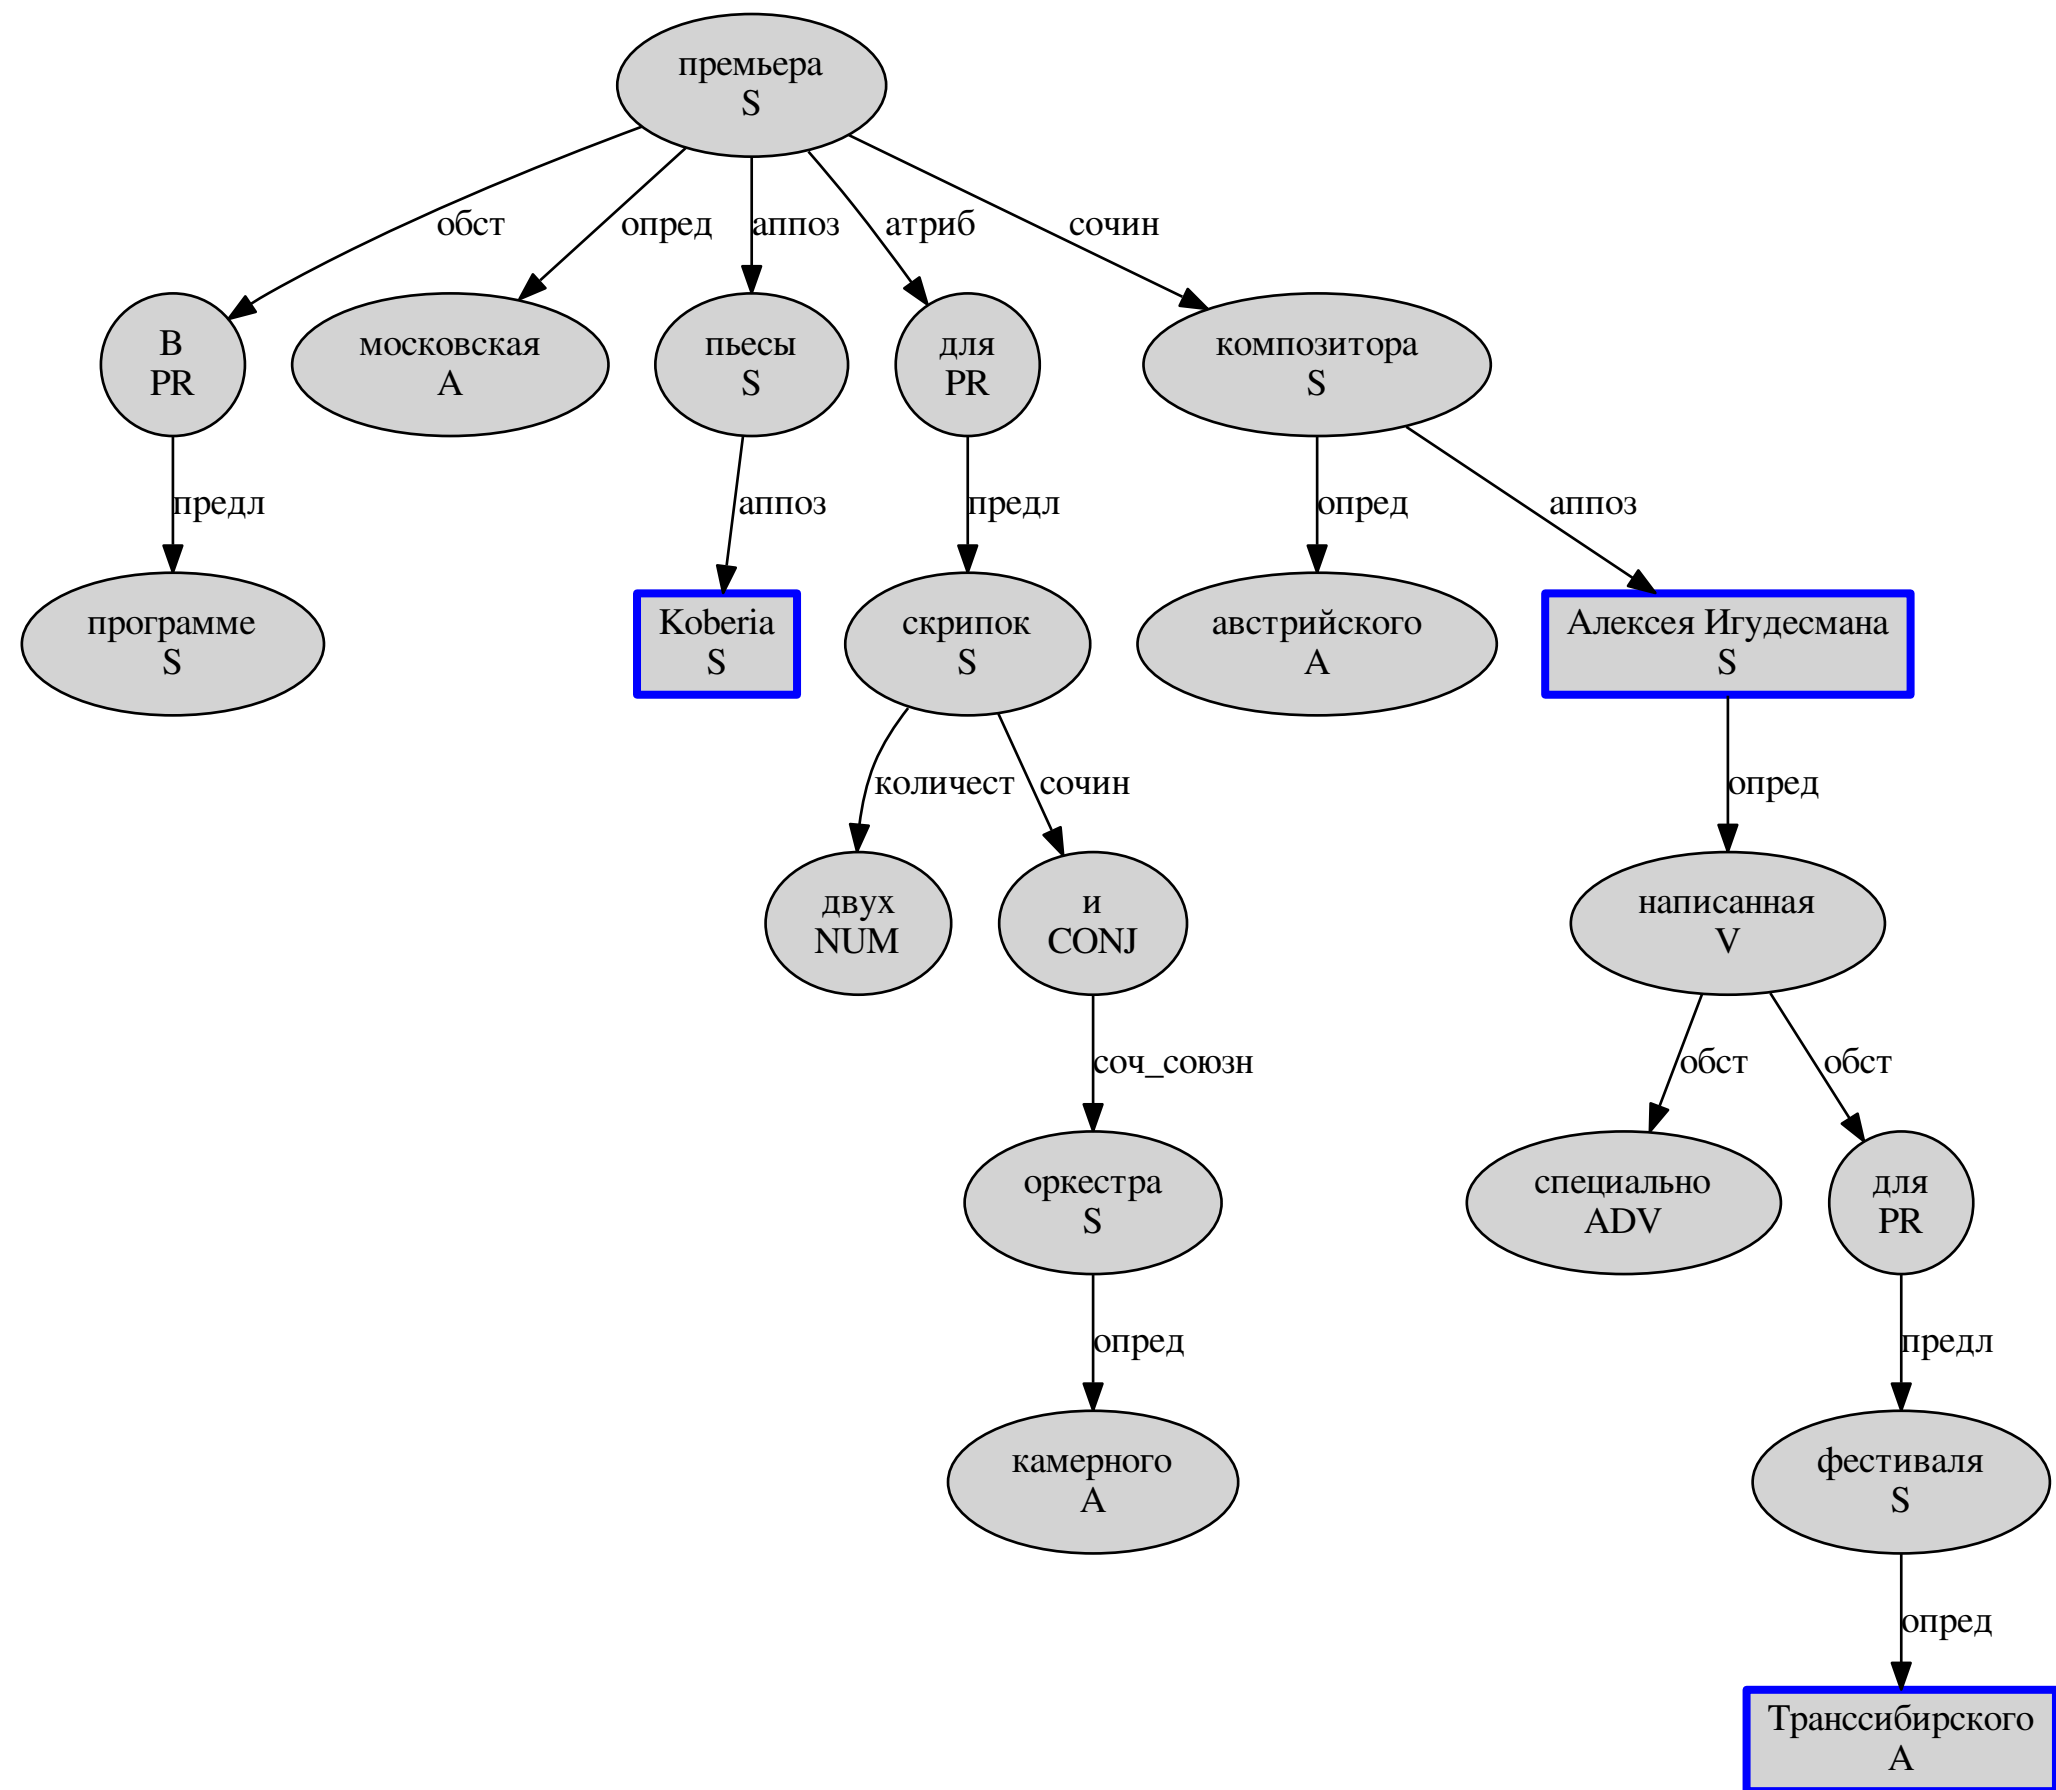 премьера
S
обст
опред
аппоз
атриб
сочин
В
PR
московская
A
пьесы
S
для
PR
композитора
S
предл
аппоз
предл
опред
аппоз
программе
S
Koberia
S
скрипок
S
австрийского
A
Алексея Игудесмана
S
количест
сочин
опред
двух
NUM
и
CONJ
написанная
V
соч_союзн
обст
обст
оркестра
S
специально
ADV
для
PR
опред
предл
камерного
A
фестиваля
S
опред
Транссибирского
A